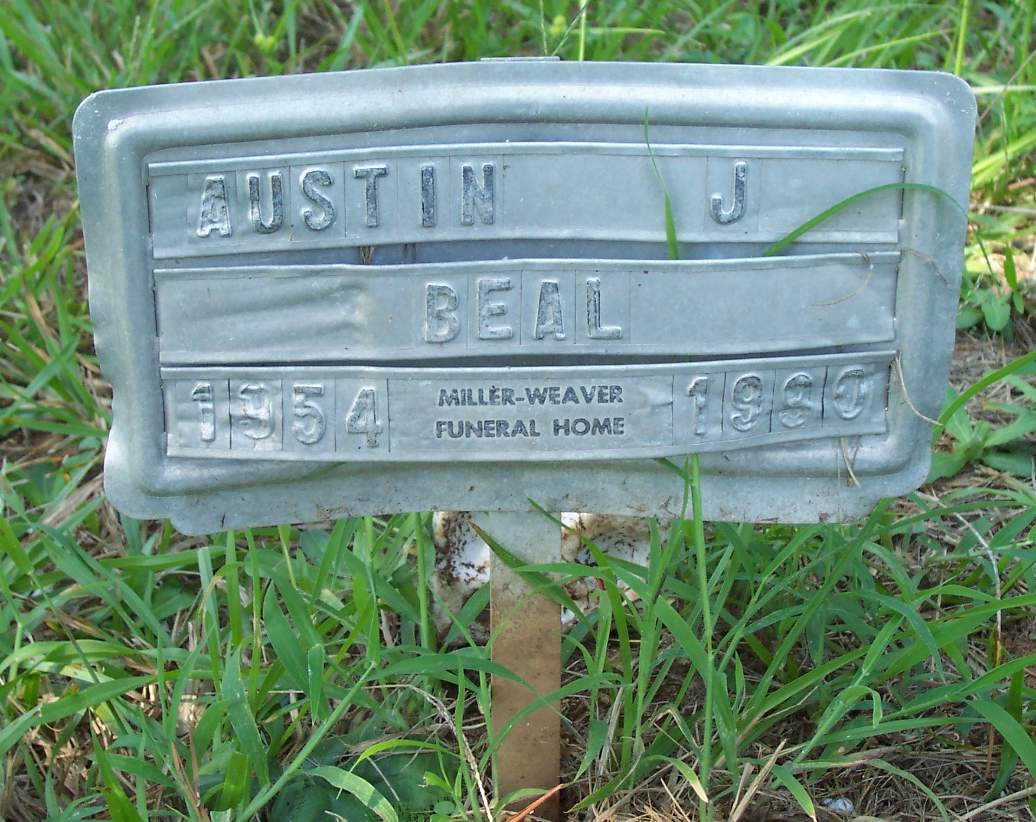 AUSTIN J
BEAL
1954 MILLER-WEAVER FUNERAL HOME 1990